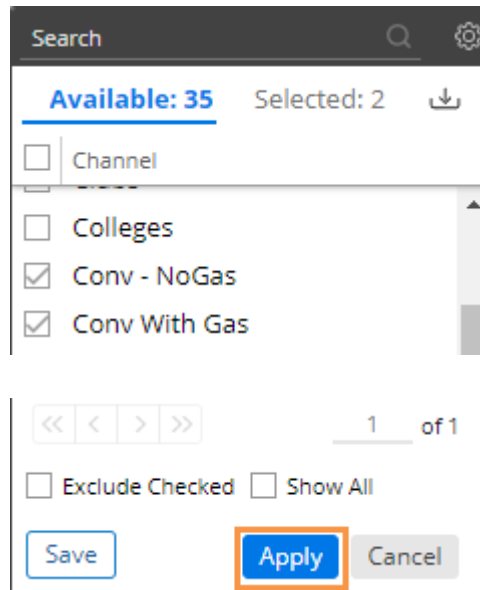 Search
Available: 35 Selected: 2
Channel
Colleges
Conv - NoGas
Conv With Gas
1 of 1
Exclude Checked Show All
Save Apply Cancel